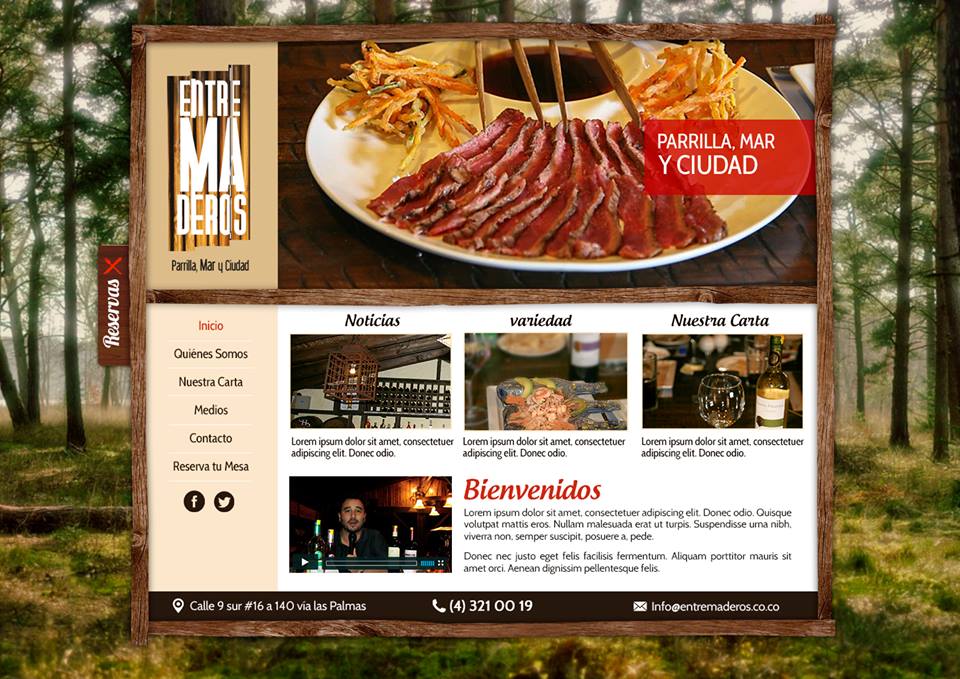 ENTRE
MA
DEROS
Parrilla, Mar y Ciudad
PARRILLA, MAR
Y CIUDAD
Reservas
Inicio
Quiénes Somos
Nuestra Carta
Medios
Contacto
Reserva tu Mesa
Noticias
Lorem ipsum dolor sit amet, consectetuer
adipiscing elit. Donec odio.
variedad
Lorem ipsum dolor sit amet, consectetuer
adipiscing elit. Donec odio.
Nuestra Carta
Lorem ipsum dolor sit amet, consectetuer
adipiscing elit. Donec odio.
Bienvenidos
Lorem ipsum dolor sit amet, consectetuer adipiscing elit. Donec odio. Quisque
volutpat mattis eros. Nullam malesuada erat ut turpis. Suspendisse urna nibh,
viverra non, semper suscipit, posuere a, pede.
Donec nec justo eget felis facilisis fermentum. Aliquam porttitor mauris sit
amet orci. Aenean dignissim pellentesque felis.
Calle 9 sur #16 a 140 vía las Palmas
(4) 321 00 19
Info@entremaderos.co.co